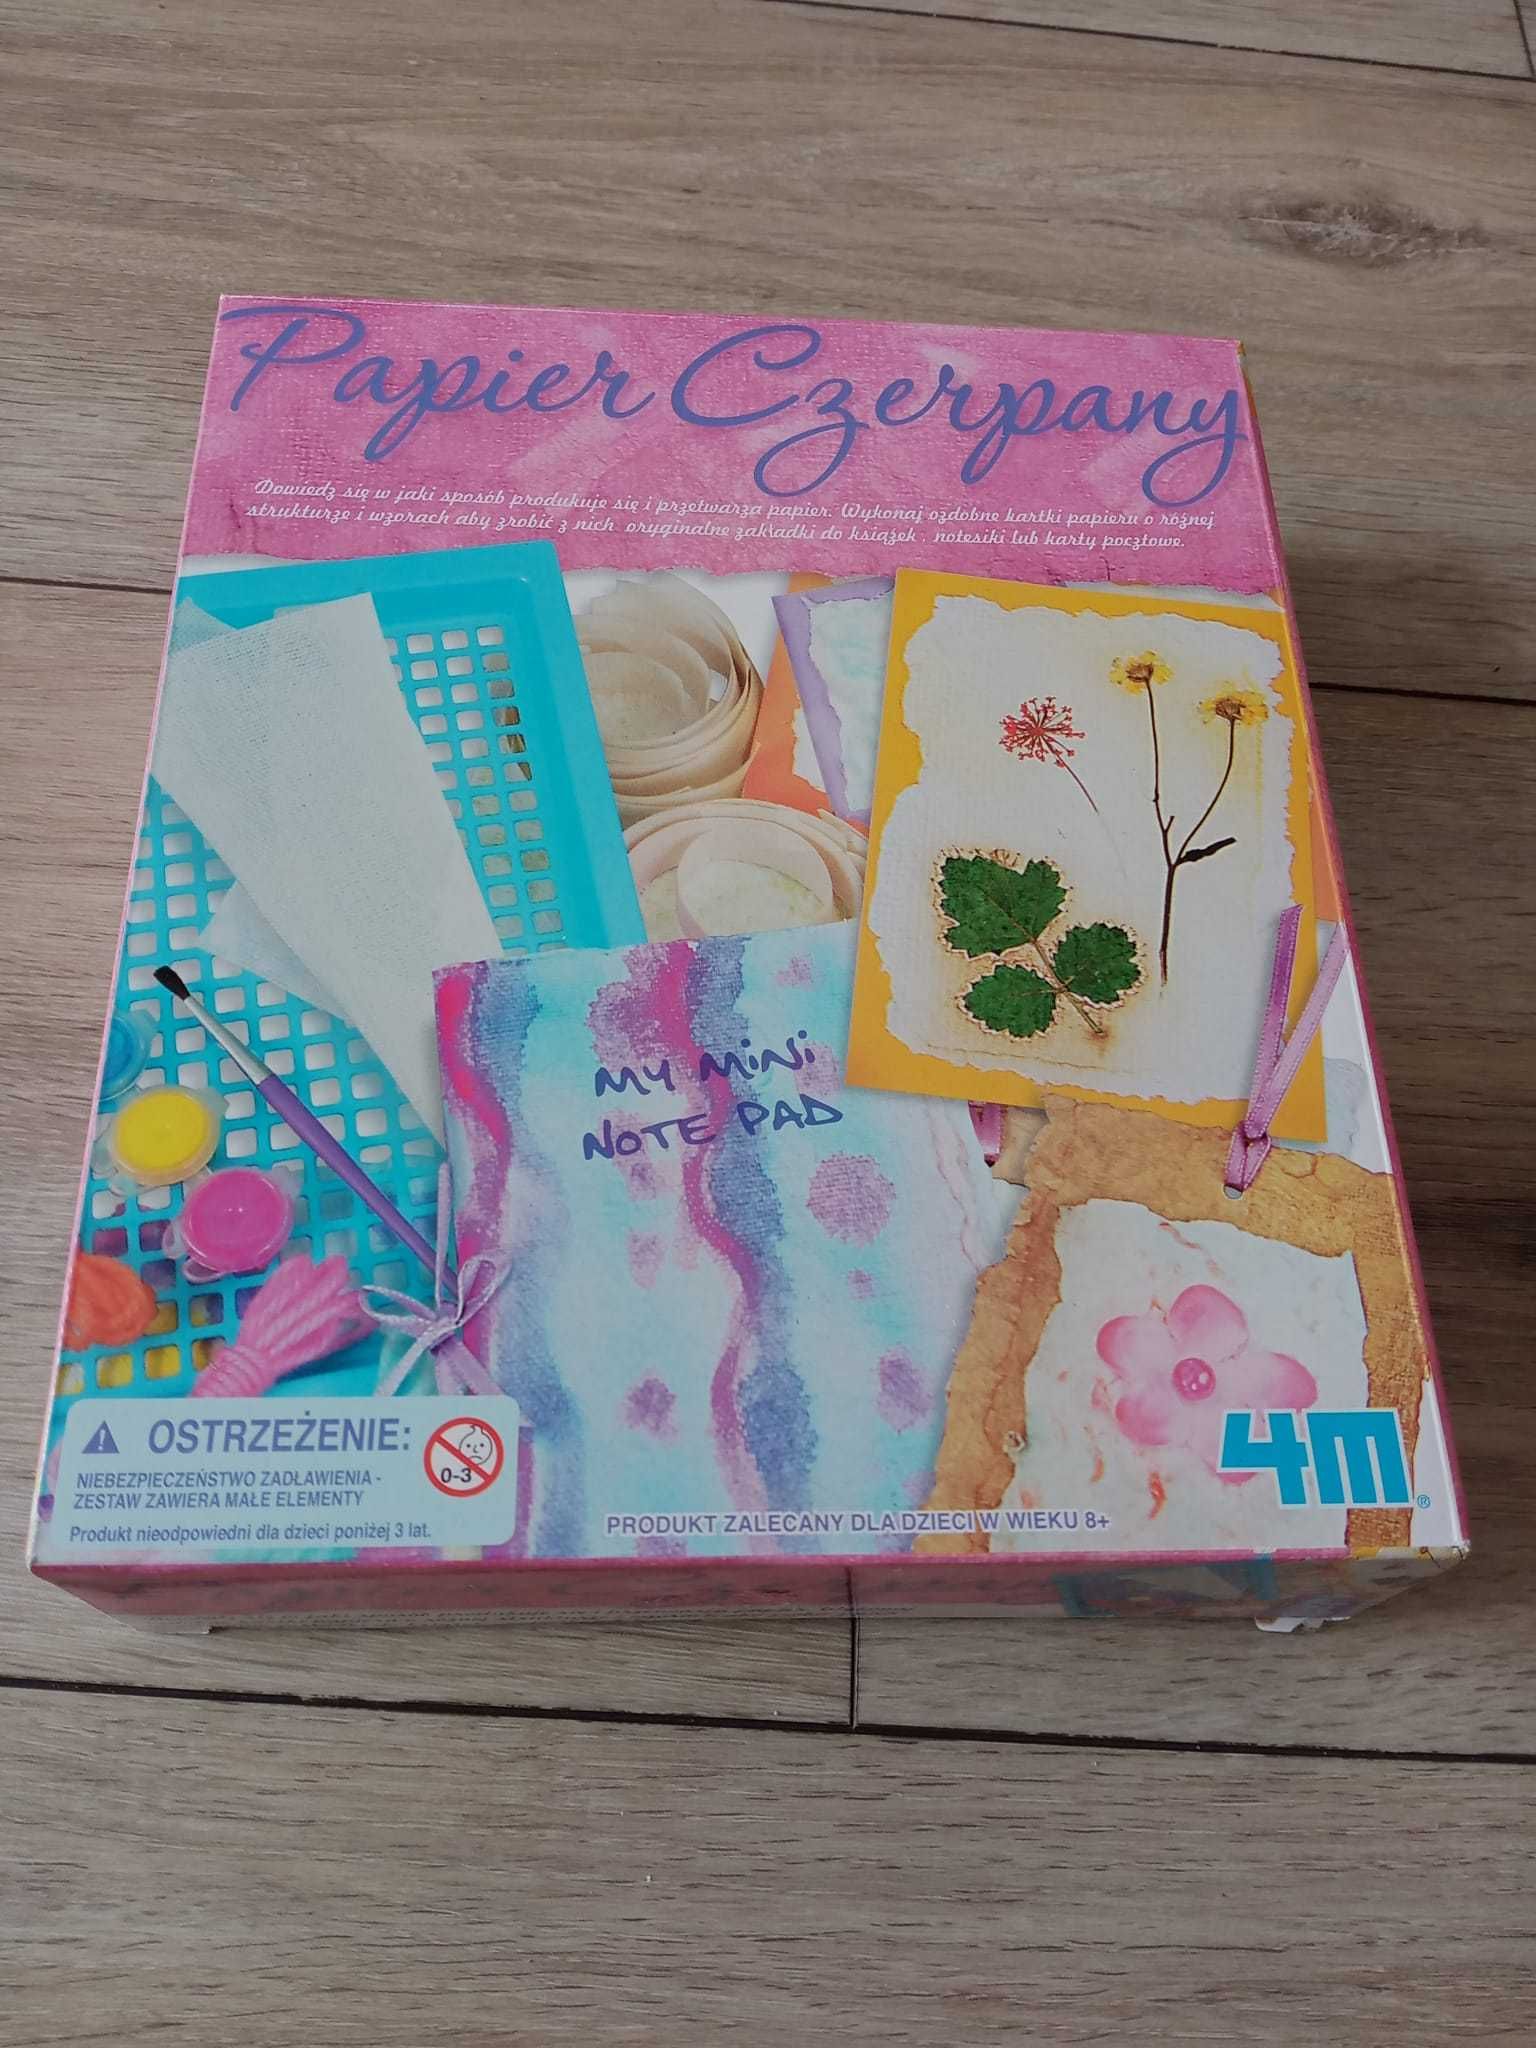 Papier Czerpany
Dowiedz się w jaki sposób produkuje się i przetwarza papier. Wykonaj ozdobne kartki papieru o różnej
strukturze i wzorach aby zrobić z nich oryginalne zakładki do książek, notesiki lub karty pocztowe.
MY MINI
NOTE PAD
OSTRZEŻENIE:
0-3
NIEBEZPIECZEŃSTWO ZADŁAWIENIA -
ZESTAW ZAWIERA MAŁE ELEMENTY
Produkt nieodpowiedni dla dzieci poniżej 3 lat.
PRODUKT ZALECANY DLA DZIECI W WIEKU 8+
4M®